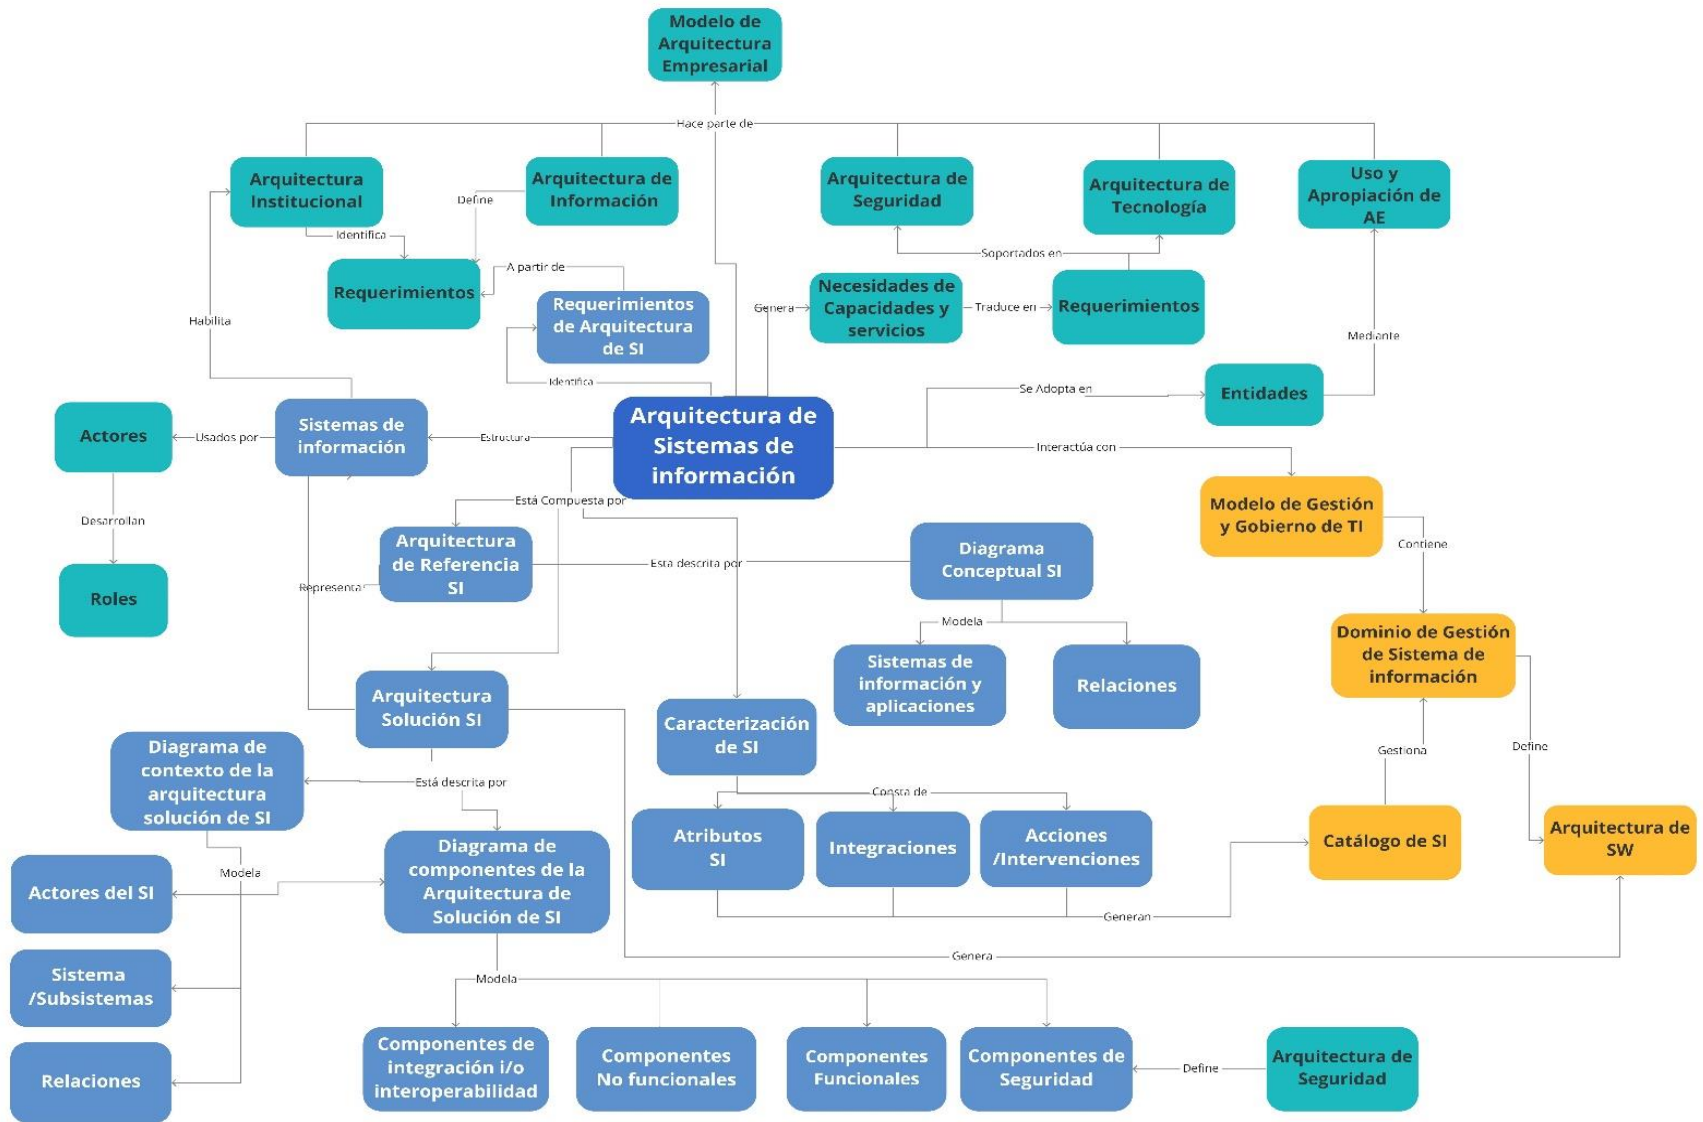 Modelo de
Arquitectura
Empresarial
Hace parte de
Arquitectura
Institucional
Arquitectura de
Información
Arquitectura de
Seguridad
Arquitectura de
Tecnología
Uso y
Apropiación de
AE
Define
Identifica
Soportados en
A partir de
Requerimientos
Requerimientos
de Arquitectura
de SI
Genera
Necesidades de
Capacidades y
servicios
Traduce en
Requerimientos
Habilita
Mediante
Identifica
Se Adopta en
Entidades
Actores
Usados por
Sistemas de
información
Estructura
Arquitectura de
Sistemas de
información
Interactúa con
Está Compuesta por
Modelo de Gestión
y Gobierno de TI
Desarrollan
Contiene
Arquitectura
de Referencia
SI
Esta descrita por
Diagrama
Conceptual SI
Roles
Representa
Modela
Dominio de Gestión
de Sistema de
información
Sistemas de
información y
aplicaciones
Relaciones
Arquitectura
Solución SI
Caracterización
de SI
Gestiona
Define
Diagrama de
contexto de la
arquitectura
solución de SI
Está descrita por
Consta de
Atributos
SI
Integraciones
Acciones
/Intervenciones
Catálogo de SI
Arquitectura de
SW
Diagrama de
componentes de la
Arquitectura de
Solución de SI
Modela
Actores del SI
Generan
Genera
Sistema
/Subsistemas
Modela
Relaciones
Componentes de
integración i/o
interoperabilidad
Componentes
No funcionales
Componentes
Funcionales
Componentes de
Seguridad
Define
Arquitectura de
Seguridad